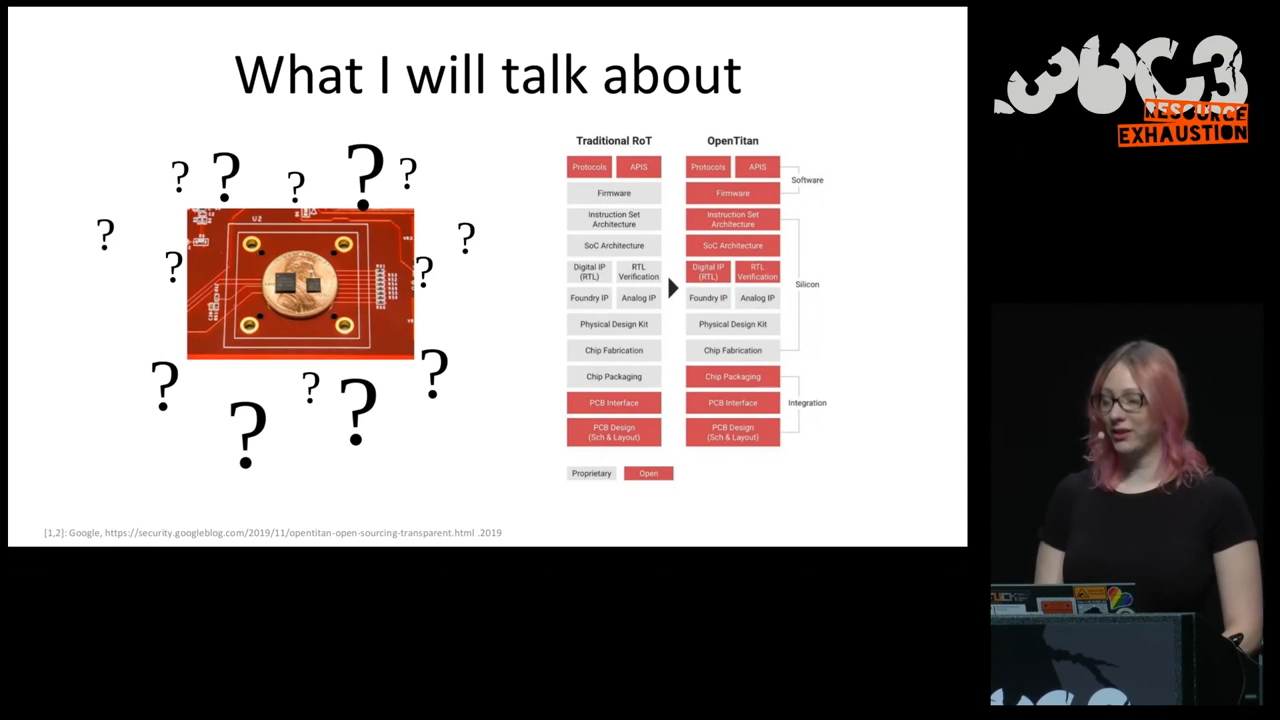 What I will talk about
36C3
RESOURCE
EXHAUSTION
? ? ? ? ?
? ?
? ?
? ? ? ? ?
?
U2
Traditional RoT
OpenTitan
Protocols
APIS
Firmware
Instruction Set
Architecture
SoC Architecture
Digital IP
(RTL)
RTL
Verification
Foundry IP
Analog IP
Physical Design Kit
Chip Fabrication
Chip Packaging
PCB Interface
PCB Design
(Sch & Layout)
Protocols
APIS
Firmware
Instruction Set
Architecture
SoC Architecture
Digital IP
(RTL)
RTL
Verification
Foundry IP
Analog IP
Physical Design Kit
Chip Fabrication
Chip Packaging
PCB Interface
PCB Design
(Sch & Layout)
Software
Silicon
Integration
Proprietary
Open
[1,2]: Google, https://security.googleblog.com/2019/11/opentitan-open-sourcing-transparent.html .2019